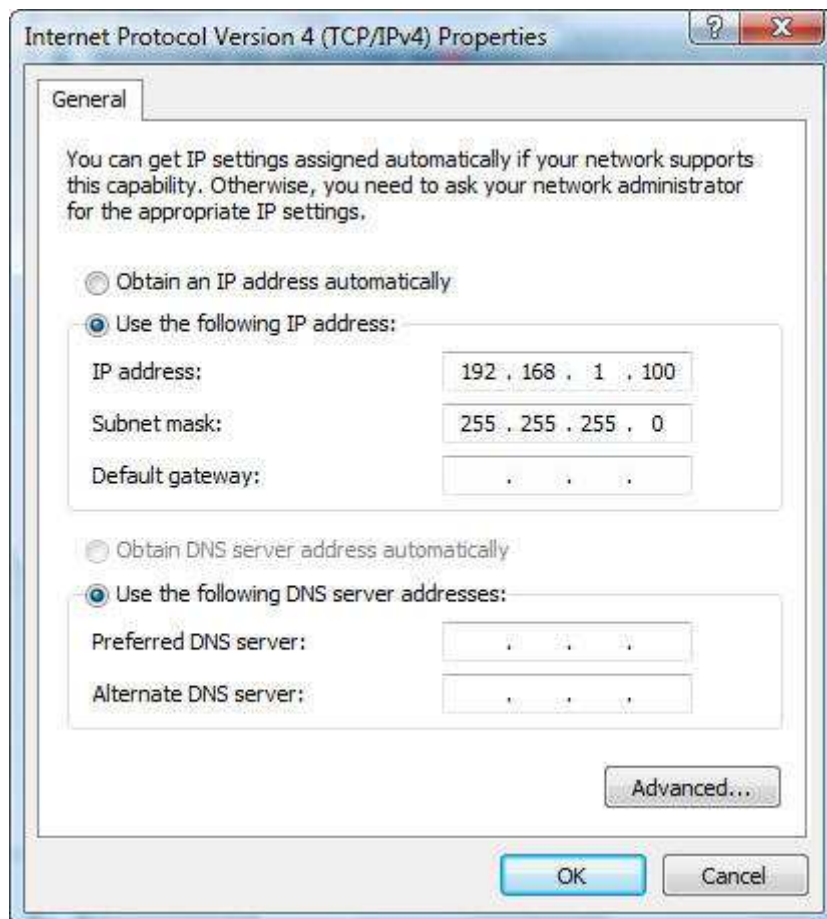 Internet Protocol Version 4 (TCP/IPv4) Properties
General
You can get IP settings assigned automatically if your network supports
this capability. Otherwise, you need to ask your network administrator
for the appropriate IP settings.
Obtain an IP address automatically
Use the following IP address:
IP address: 192 . 168 . 1 . 100
Subnet mask: 255 . 255 . 255 . 0
Default gateway: . . .
Obtain DNS server address automatically
Use the following DNS server addresses:
Preferred DNS server: . . .
Alternate DNS server: . . .
Advanced...
OK Cancel